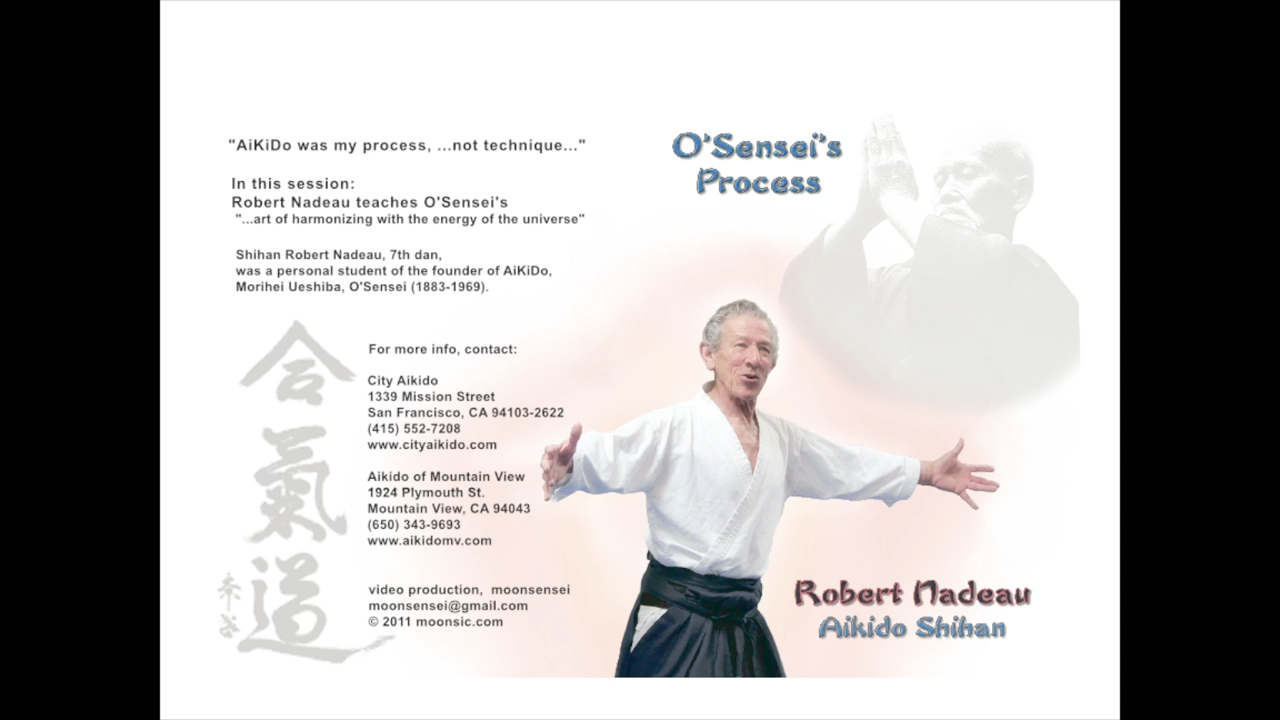 "AiKiDo was my process, ...not technique..."
In this session:
Robert Nadeau teaches O'Sensei's
"...art of harmonizing with the energy of the universe"
Shihan Robert Nadeau, 7th dan,
was a personal student of the founder of AiKiDo,
Morihei Ueshiba, O'Sensei (1883-1969).
合
氣
道
For more info, contact:
City Aikido
1339 Mission Street
San Francisco, CA 94103-2622
(415) 552-7208
www.cityaikido.com
Aikido of Mountain View
1924 Plymouth St.
Mountain View, CA 94043
(650) 343-9693
www.aikidomv.com
video production, moonsensei
moonsensei@gmail.com
© 2011 moonsic.com
O'Sensei's
Process
Robert Nadeau
Aikido Shihan